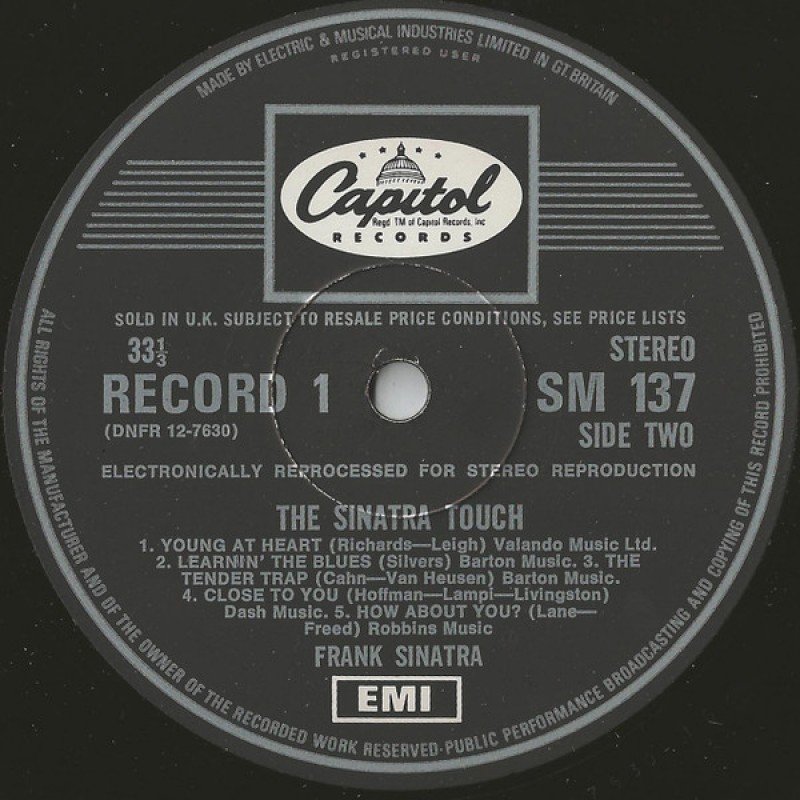 MADE BY ELECTRIC & MUSICAL INDUSTRIES LIMITED IN GT. BRITAIN
REGISTERED USER
Capitol
Regd TM of Capitol Records, Inc
RECORDS
SOLD IN U.K. SUBJECT TO RESALE PRICE CONDITIONS, SEE PRICE LISTS
33⅓
STEREO
RECORD 1
SM 137
(DNFR 12-7630)
SIDE TWO
ELECTRONICALLY REPROCESSED FOR STEREO REPRODUCTION
THE SINATRA TOUCH
1. YOUNG AT HEART (Richards—Leigh) Valando Music Ltd.
2. LEARNIN' THE BLUES (Silvers) Barton Music. 3. THE
TENDER TRAP (Cahn—Van Heusen) Barton Music.
4. CLOSE TO YOU (Hoffman—Lampl—Livingston)
Dash Music. 5. HOW ABOUT YOU? (Lane—
Freed) Robbins Music
FRANK SINATRA
EMI
ALL RIGHTS OF THE MANUFACTURER AND OF THE OWNER OF THE RECORDED WORK RESERVED·PUBLIC PERFORMANCE BROADCASTING AND COPYING OF THIS RECORD PROHIBITED